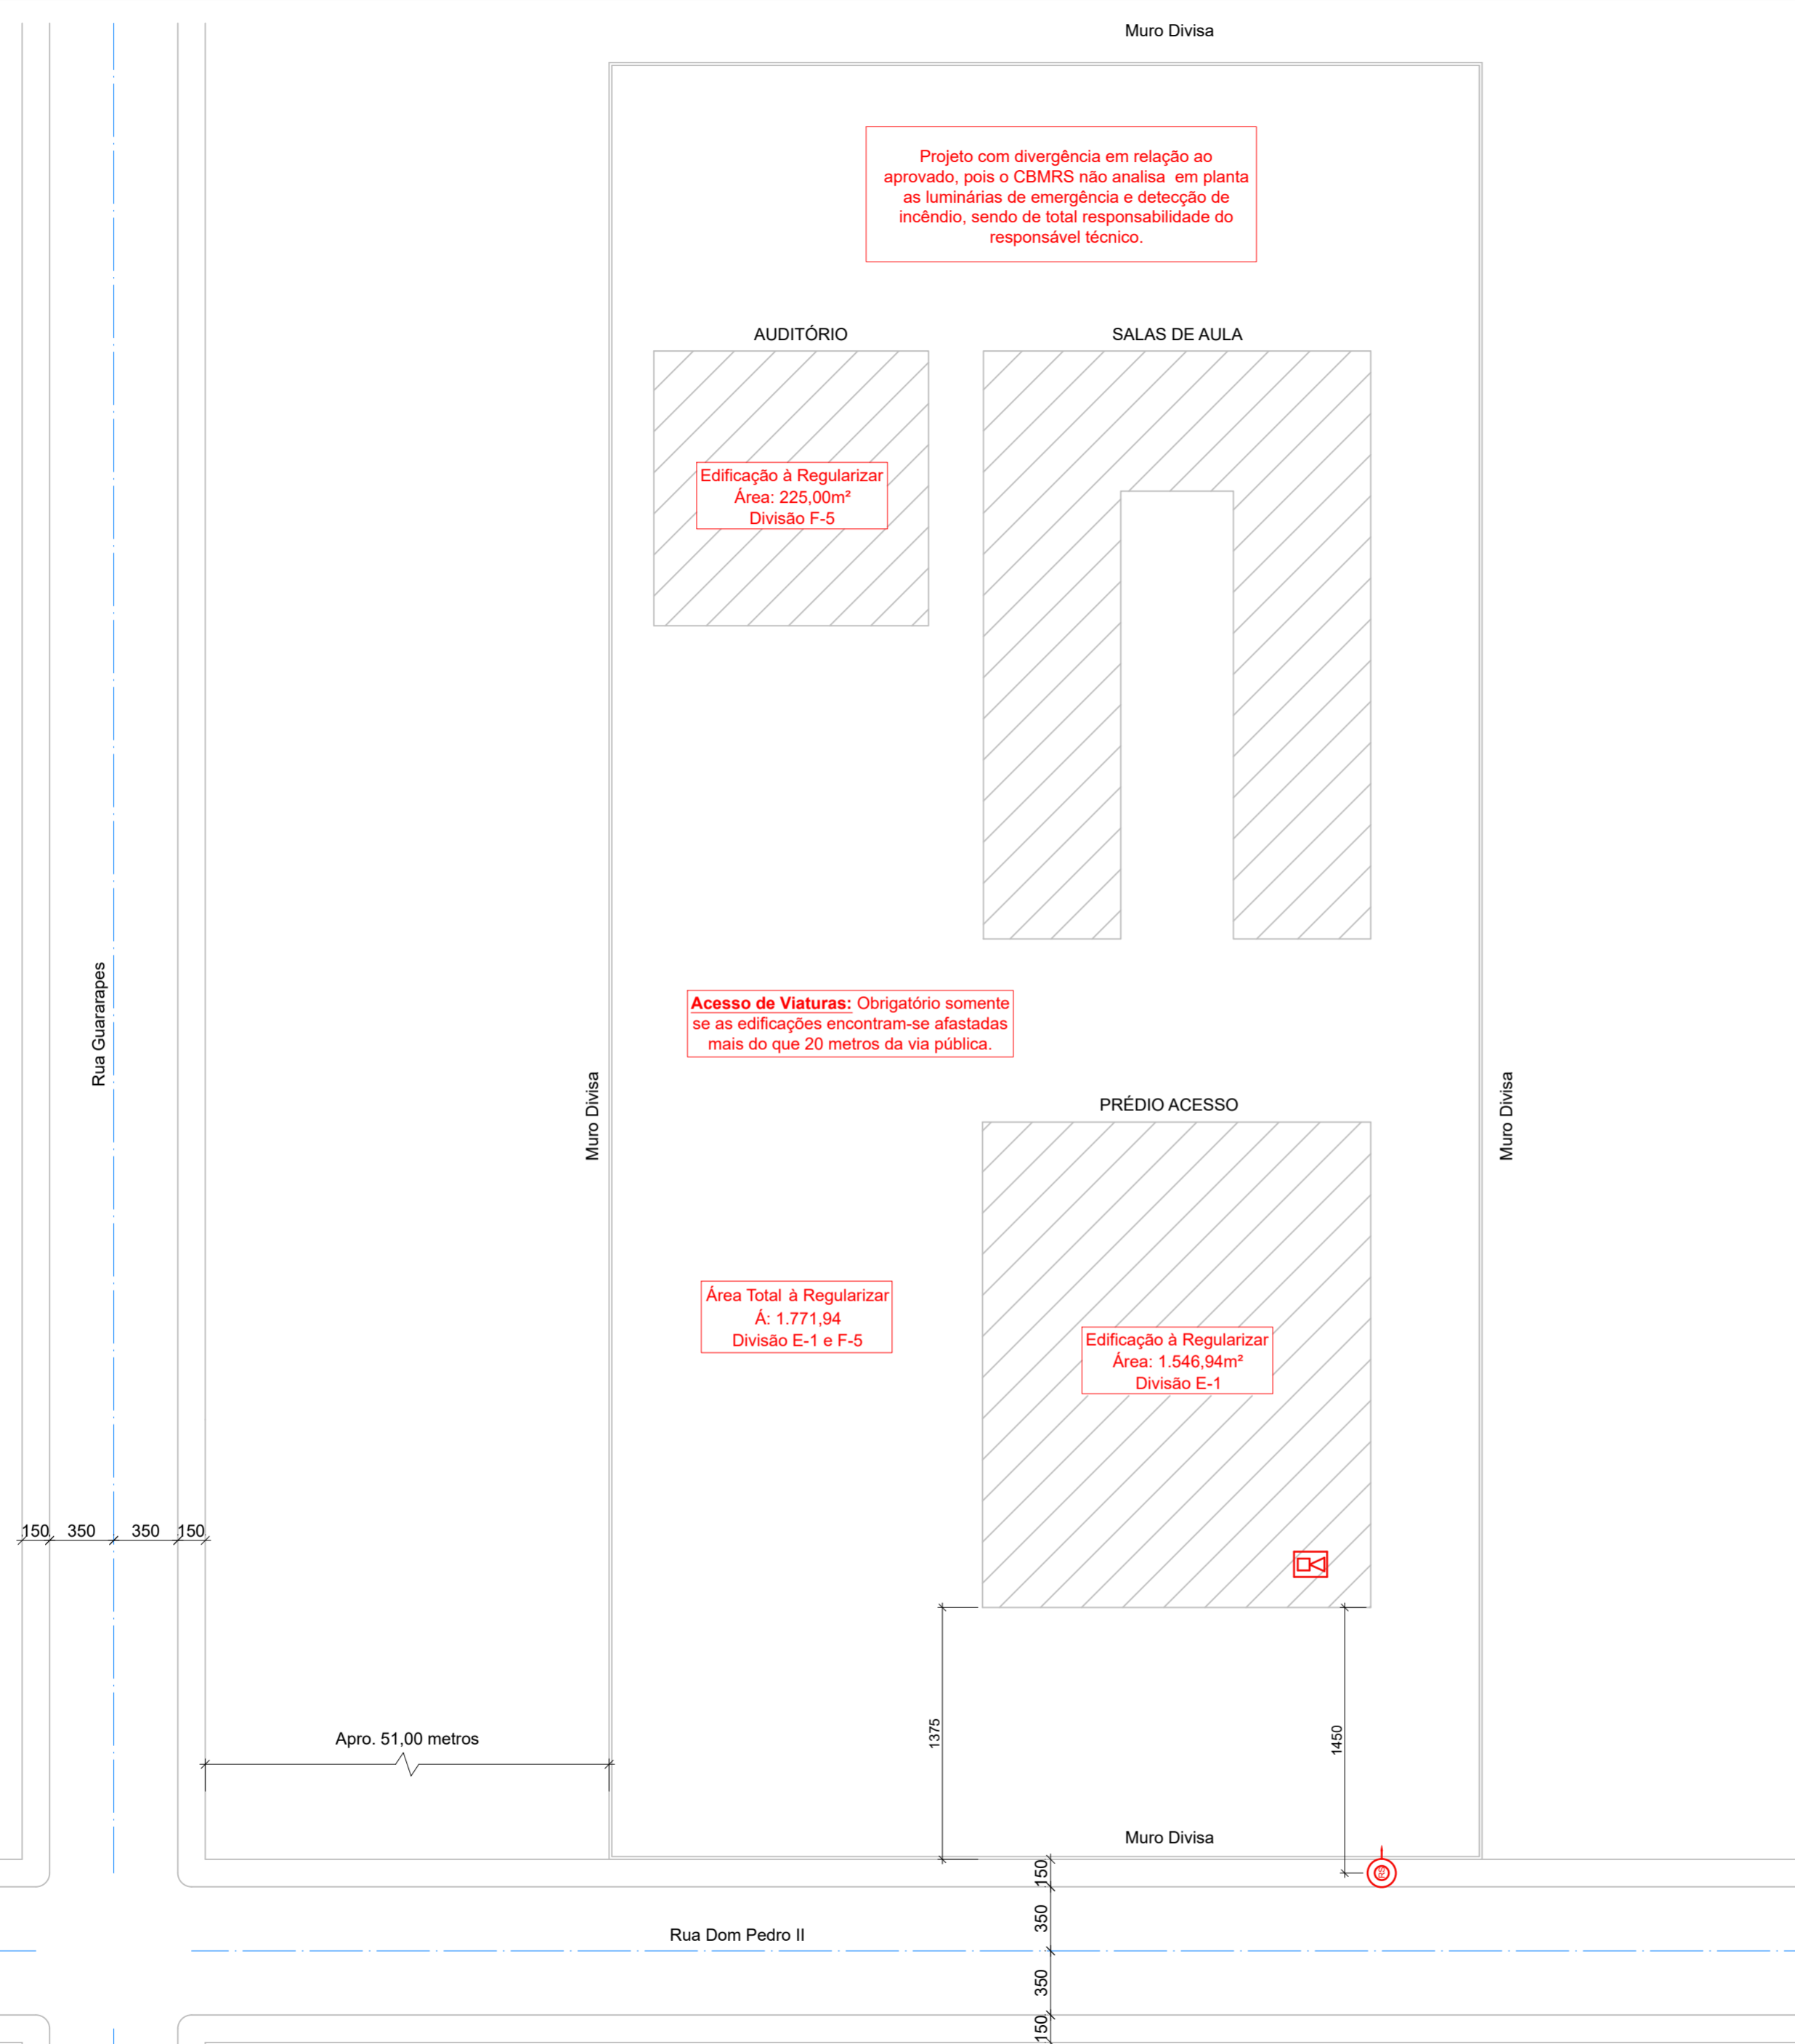 Muro Divisa
Projeto com divergência em relação ao
aprovado, pois o CBMRS não analisa em planta
as luminárias de emergência e detecção de
incêndio, sendo de total responsabilidade do
responsável técnico.
AUDITÓRIO
SALAS DE AULA
Edificação à Regularizar
Área: 225,00m²
Divisão F-5
Rua Guararapes
Acesso de Viaturas: Obrigatório somente
se as edificações encontram-se afastadas
mais do que 20 metros da via pública.
Muro Divisa
Muro Divisa
PRÉDIO ACESSO
Área Total à Regularizar
Á: 1.771,94
Divisão E-1 e F-5
Edificação à Regularizar
Área: 1.546,94m²
Divisão E-1
150 350 350 150
1375
1450
Apro. 51,00 metros
Muro Divisa
150
350
Rua Dom Pedro II
350
150